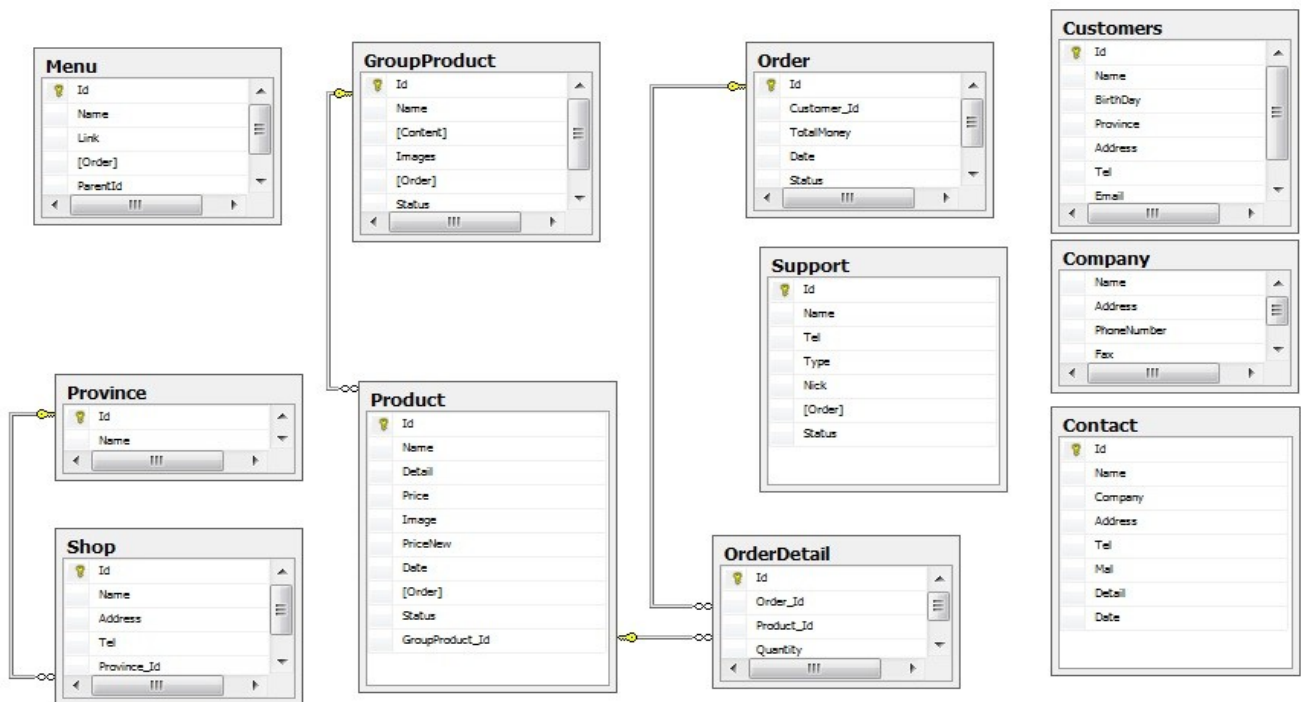 Menu
Id
Name
Link
[Order]
ParentId
GroupProduct
Id
Name
[Content]
Images
[Order]
Status
Order
Id
Customer_Id
TotalMoney
Date
Status
Customers
Id
Name
BirthDay
Province
Address
Tel
Email
Support
Id
Name
Tel
Type
Nick
[Order]
Status
Company
Name
Address
PhoneNumber
Fax
Province
Id
Name
Product
Id
Name
Detail
Price
Image
PriceNew
Date
[Order]
Status
GroupProduct_Id
Contact
Id
Name
Company
Address
Tel
Mail
Detail
Date
Shop
Id
Name
Address
Tel
Province_Id
OrderDetail
Id
Order_Id
Product_Id
Quantity